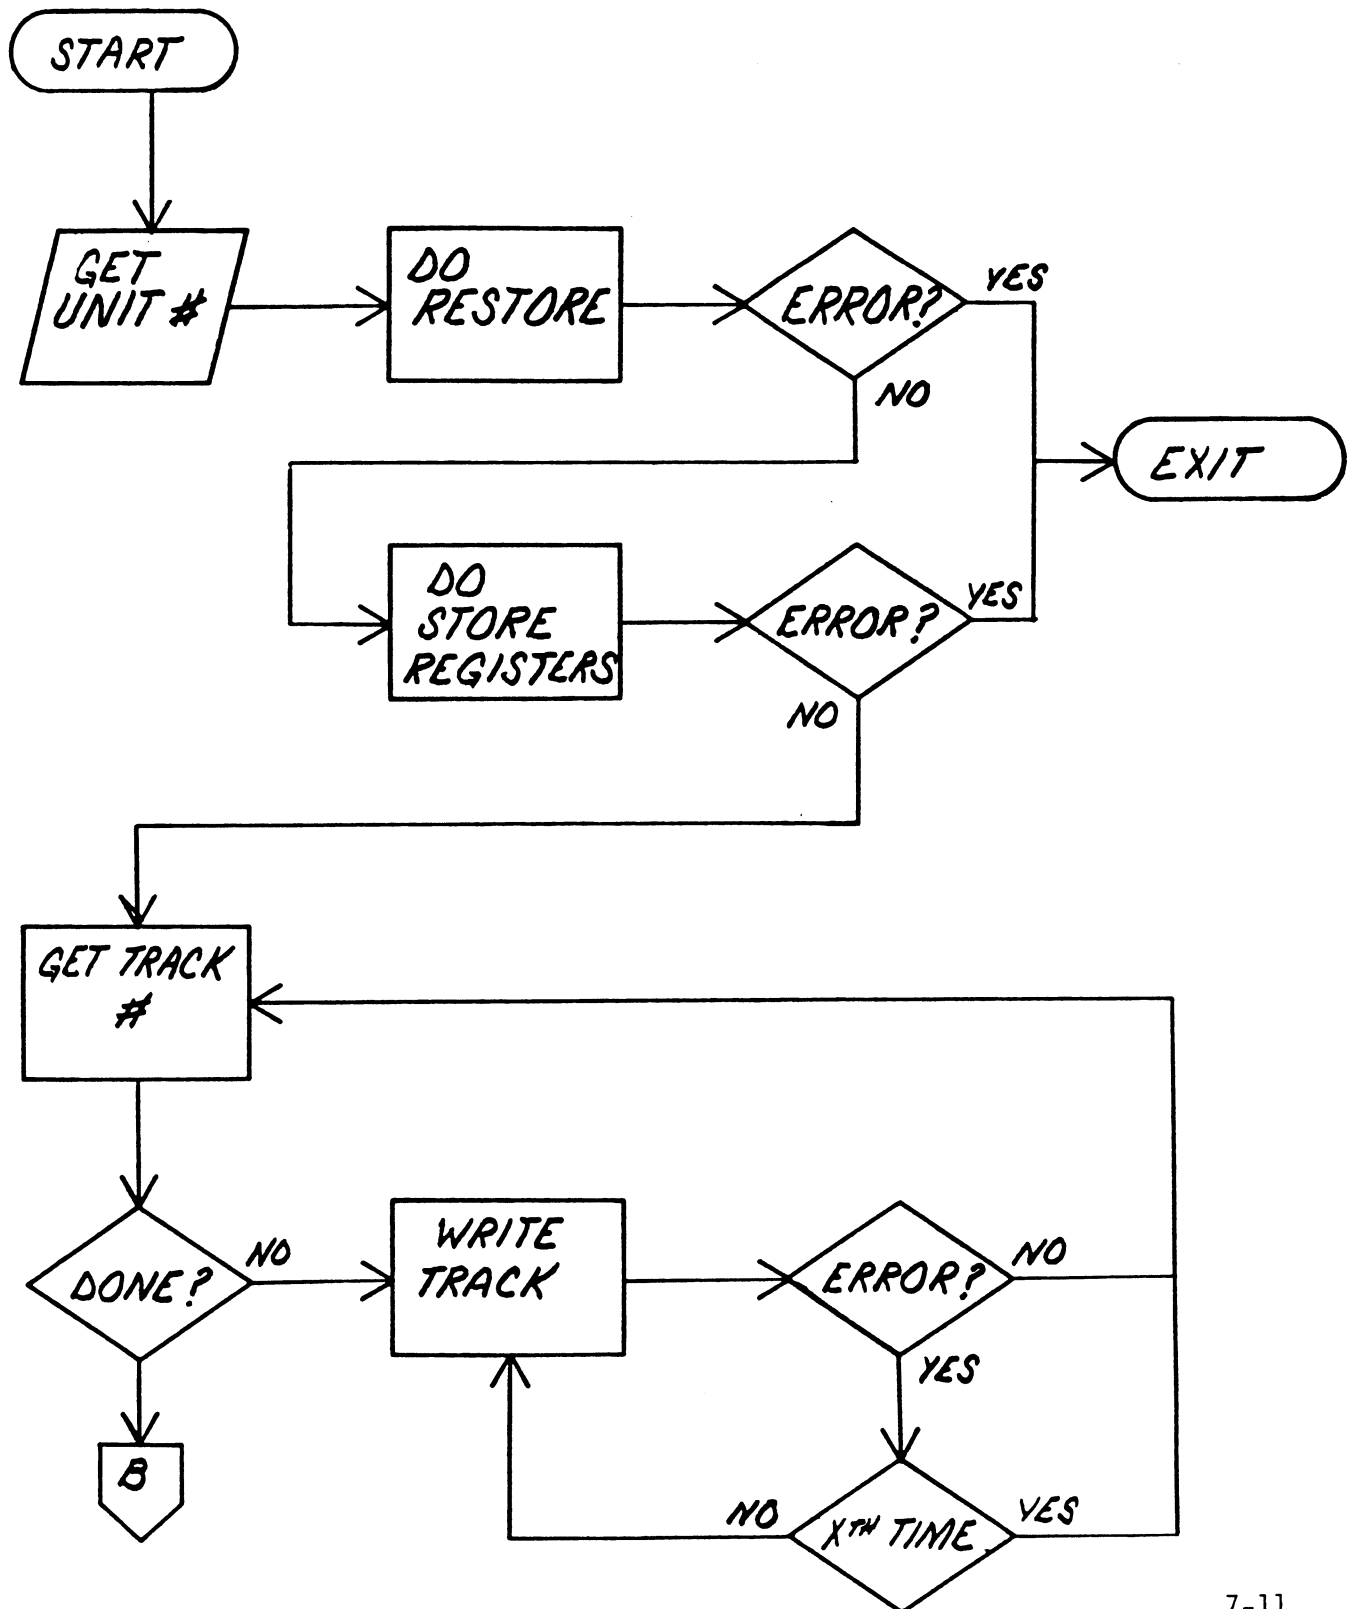 START
GET
UNIT #
DO
RESTORE
ERROR?
YES
NO
EXIT
DO
STORE
REGISTERS
ERROR?
YES
NO
GET TRACK
#
DONE?
NO
WRITE
TRACK
ERROR?
NO
YES
B
NO
XTH TIME
YES
7-11